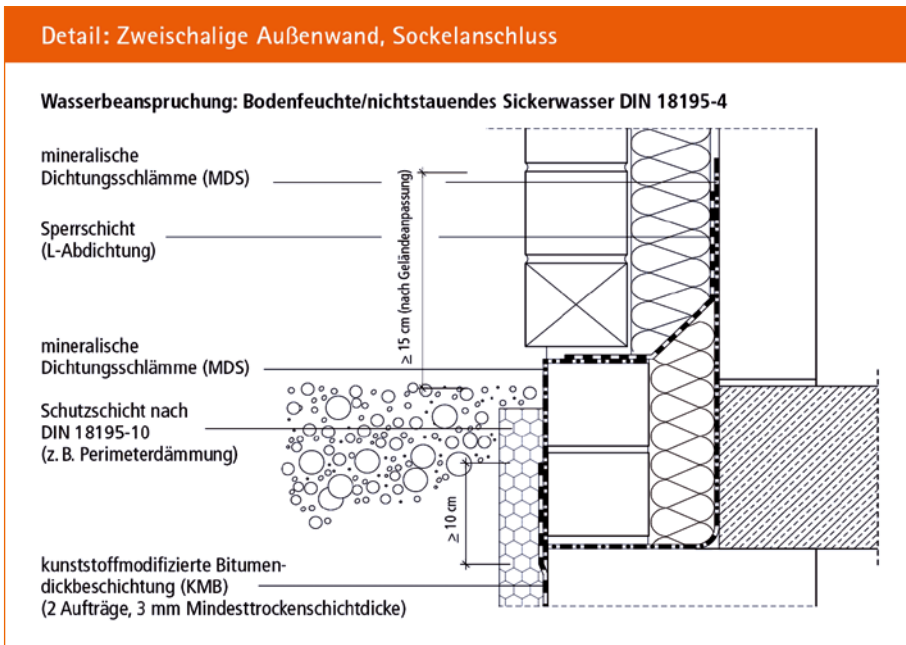 Detail: Zweischalige Außenwand, Sockelanschluss
Wasserbeanspruchung: Bodenfeuchte/nichtstauendes Sickerwasser DIN 18195-4
mineralische
Dichtungsschlämme (MDS)
Sperrschicht
(L-Abdichtung)
≥ 15 cm (nach Geländeanpassung)
mineralische
Dichtungsschlämme (MDS)
Schutzschicht nach
DIN 18195-10
(z. B. Perimeterdämmung)
≥ 10 cm
kunststoffmodifizierte Bitumen-
dickbeschichtung (KMB)
(2 Aufträge, 3 mm Mindesttrockenschichtdicke)